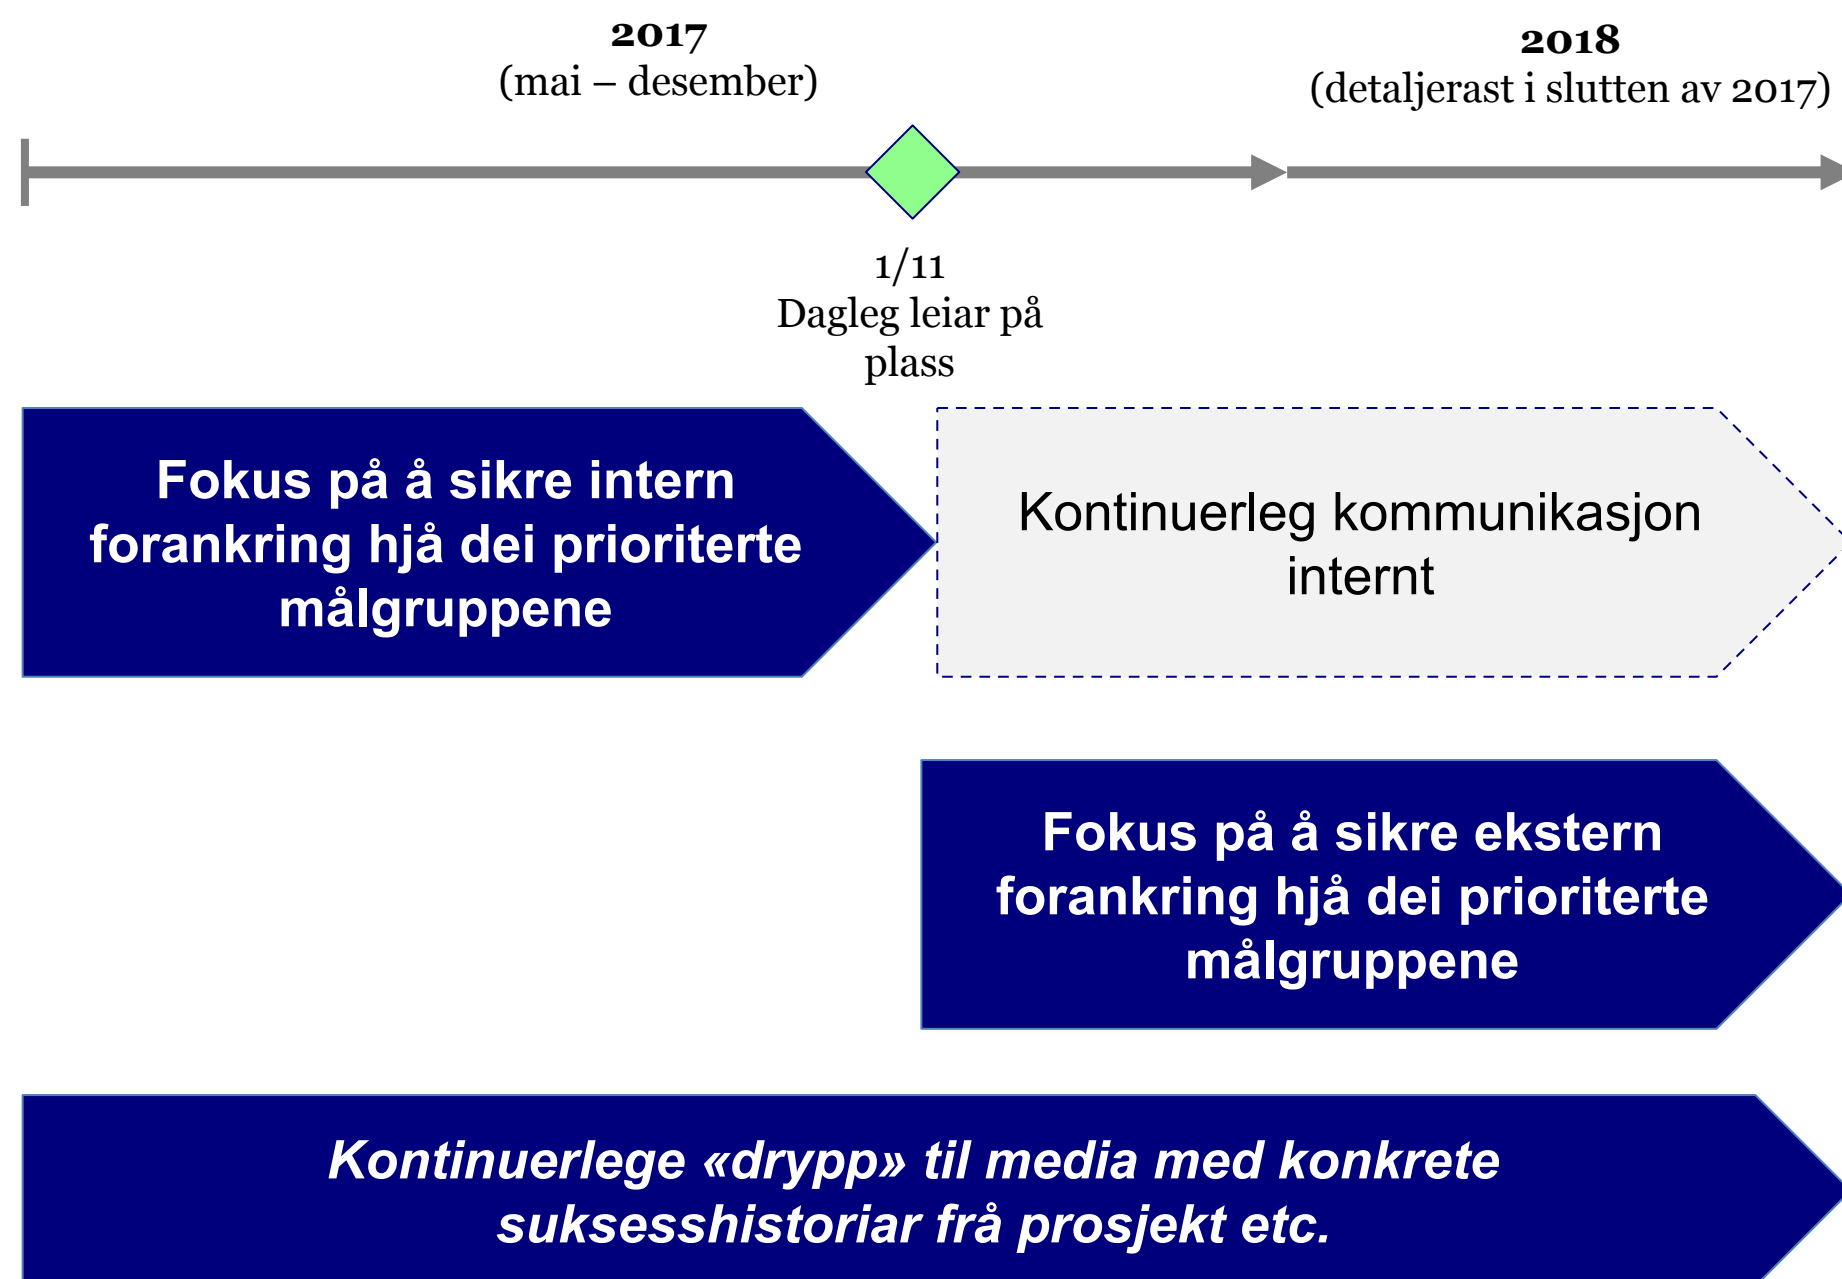 2017
(mai – desember)
2018
(detaljerast i slutten av 2017)
1/11
Dagleg leiar på
plass
Fokus på å sikre intern
forankring hjå dei prioriterte
målgruppene
Kontinuerleg kommunikasjon
internt
Fokus på å sikre ekstern
forankring hjå dei prioriterte
målgruppene
Kontinuerlege «drypp» til media med konkrete
suksesshistoriar frå prosjekt etc.